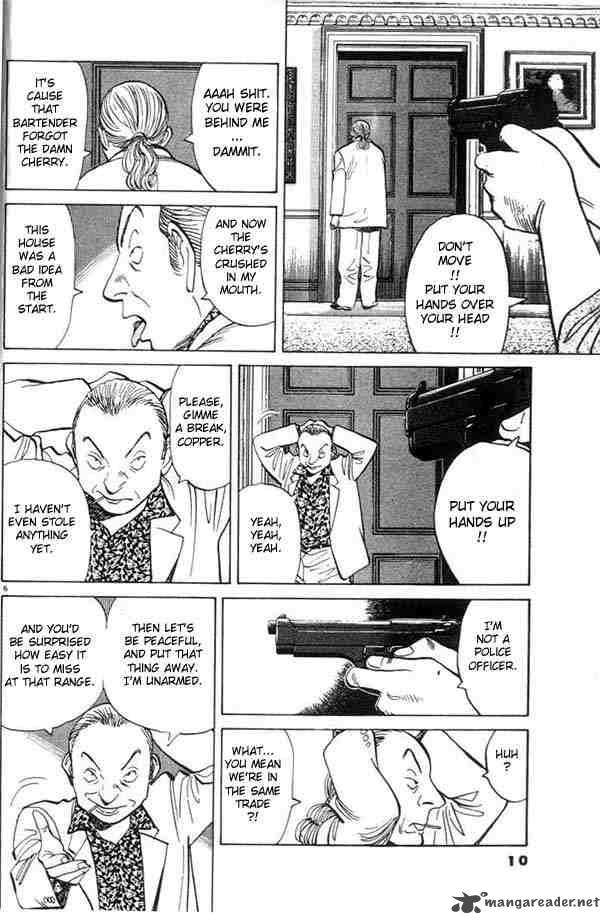 DON'T
MOVE
!!
PUT YOUR
HANDS OVER
YOUR HEAD
!!
AAAH SHIT.
YOU WERE
BEHIND ME
...
DAMMIT.
IT'S
CAUSE
THAT
BARTENDER
FORGOT
THE DAMN
CHERRY.
AND NOW
THE
CHERRY'S
CRUSHED
IN MY
MOUTH.
THIS
HOUSE
WAS A
BAD IDEA
FROM
THE
START.
PUT YOUR
HANDS UP
!!
YEAH,
YEAH,
YEAH.
PLEASE,
GIMME
A BREAK,
COPPER.
I HAVEN'T
EVEN STOLE
ANYTHING
YET.
I'M
NOT A
POLICE
OFFICER.
HUH
?
WHAT...
YOU MEAN
WE'RE IN
THE SAME
TRADE?
THEN LET'S
BE PEACEFUL,
AND PUT THAT
THING AWAY.
I'M UNARMED.
AND YOU'D
BE SURPRISED
HOW EASY IT
IS TO MISS
AT THAT RANGE.
6
10
mangareader.net